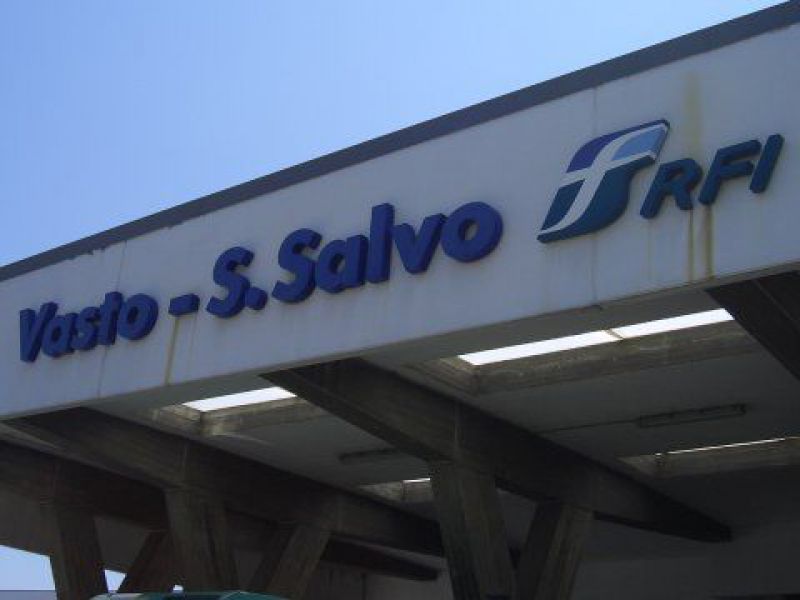 Vasto - S. Salvo
RFI